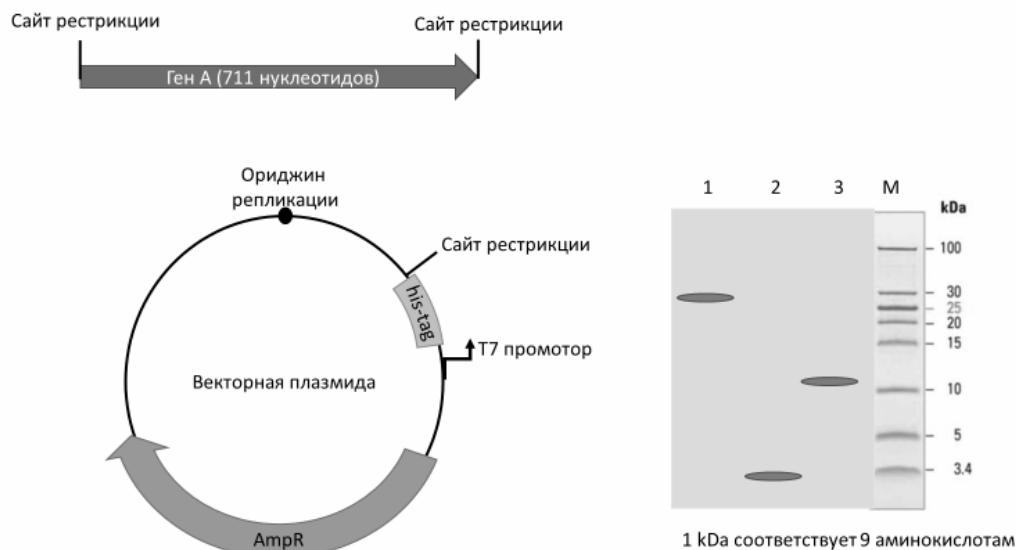 Сайт рестрикции
Сайт рестрикции
Ген А (711 нуклеотидов)
Ориджин
репликации
Сайт рестрикции
his-tag
T7 промотор
Векторная плазмида
AmpR
1 2 3 M
kDa
100
30
25
20
15
10
5
3.4
1 kDa соответствует 9 аминокислотам